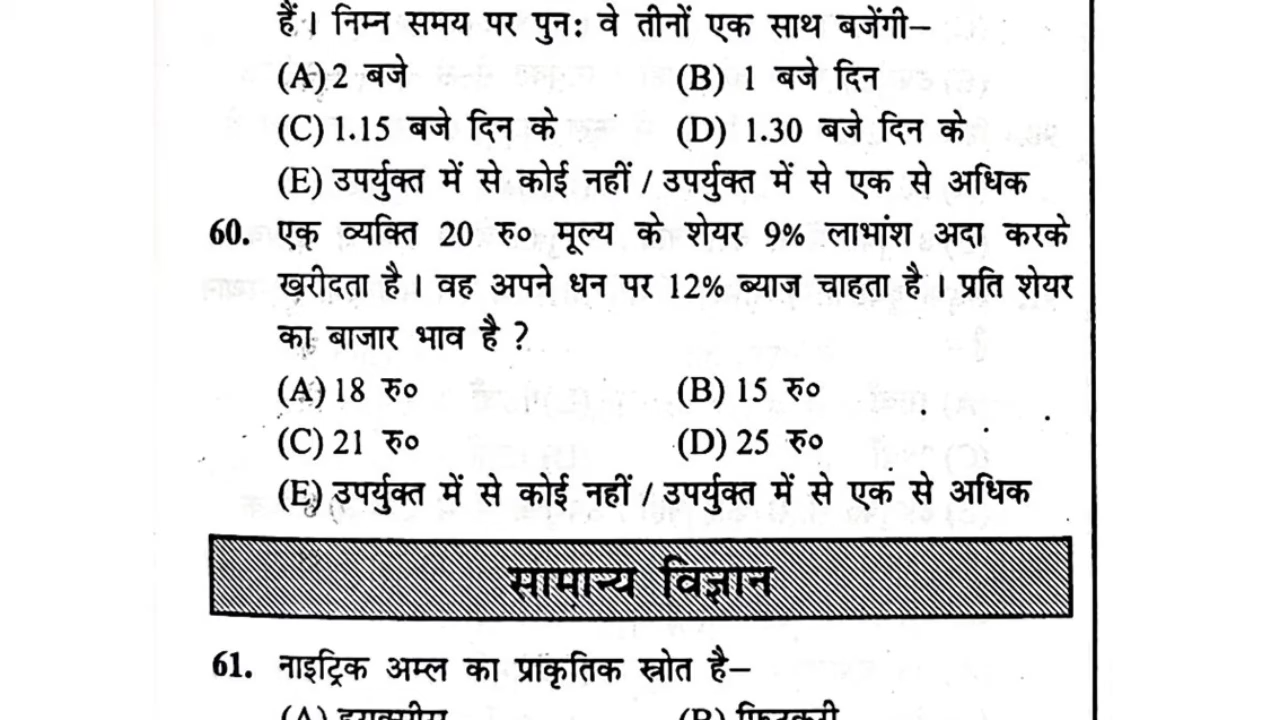 हैं। निम्न समय पर पुन: वे तीनों एक साथ बजेंगी–
(A) 2 बजे (B) 1 बजे दिन
(C) 1.15 बजे दिन के (D) 1.30 बजे दिन के
(E) उपर्युक्त में से कोई नहीं / उपर्युक्त में से एक से अधिक
60. एक व्यक्ति 20 रु० मूल्य के शेयर 9% लाभांश अदा करके
खरीदता है। वह अपने धन पर 12% ब्याज चाहता है। प्रति शेयर
का बाजार भाव है ?
(A) 18 रु० (B) 15 रु०
(C) 21 रु० (D) 25 रु०
(E) उपर्युक्त में से कोई नहीं / उपर्युक्त में से एक से अधिक
सामान्य विज्ञान
61. नाइट्रिक अम्ल का प्राकृतिक स्रोत है–
(A) (B)